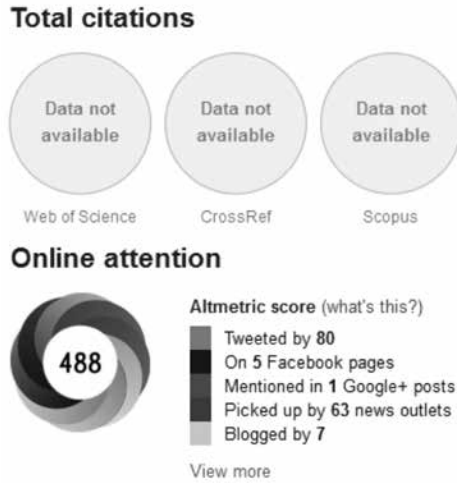 Total citations
Data not available
Data not available
Data not available
Web of Science
CrossRef
Scopus
Online attention
488
Altmetric score (what's this?)
Tweeted by 80
On 5 Facebook pages
Mentioned in 1 Google+ posts
Picked up by 63 news outlets
Blogged by 7
View more